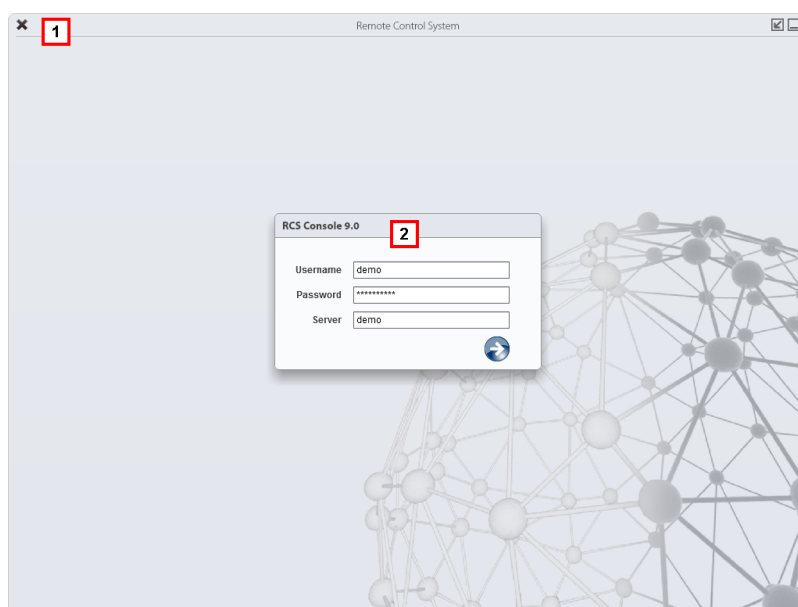 1
Remote Control System
RCS Console 9.0
2
Username demo
Password **********
Server demo